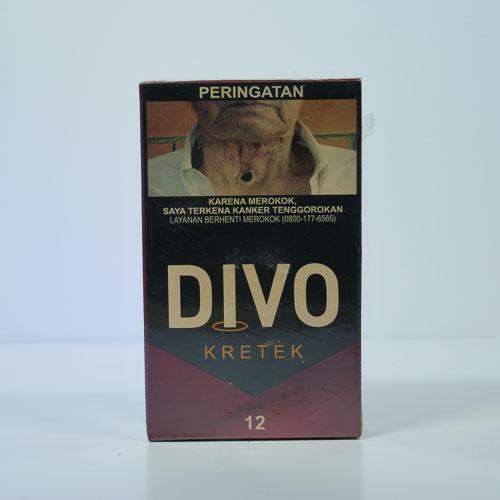 PERINGATAN
KARENA MEROKOK,
SAYA TERKENA KANKER TENGGOROKAN
LAYANAN BERHENTI MEROKOK (0800-177-6565)
DIVO
KRETEK
12